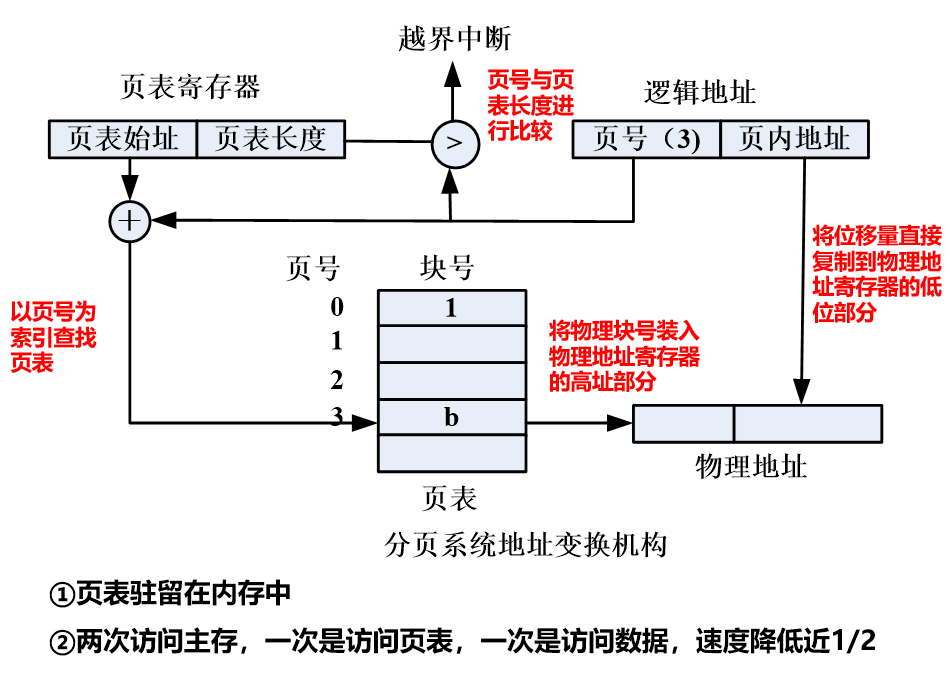 越界中断
页表寄存器
页号与页
表长度进
行比较
逻辑地址
页表始址 页表长度 > 页号（3) 页内地址
+
将位移量直接
复制到物理地
址寄存器的低
位部分
页号 块号
以页号为
索引查找
页表
0 1
1
2
3 b
将物理块号装入
物理地址寄存器
的高址部分
物理地址
页表
分页系统地址变换机构
①页表驻留在内存中
②两次访问主存，一次是访问页表，一次是访问数据，速度降低近1/2